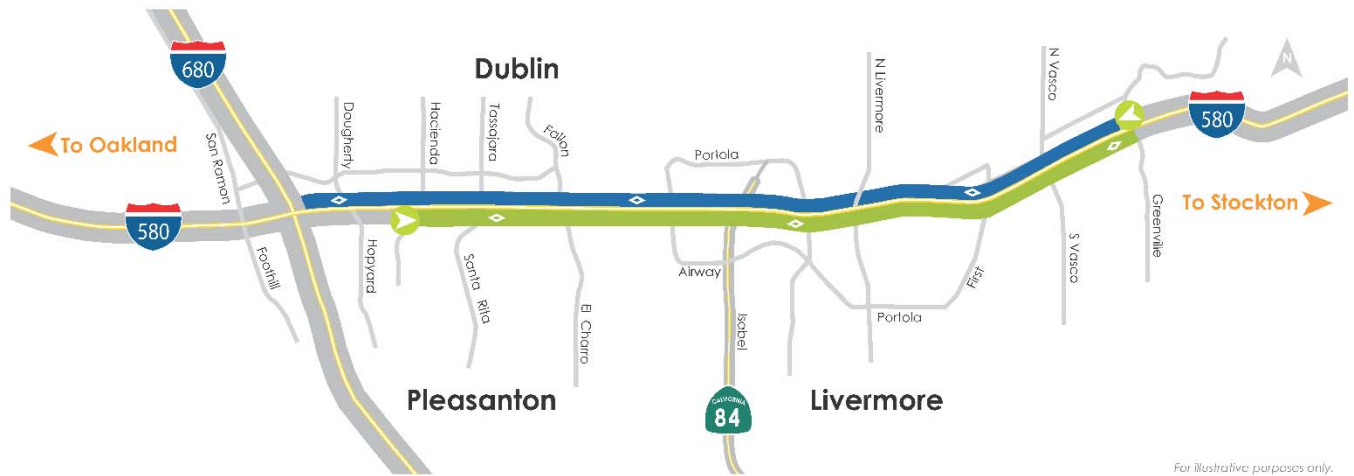 680
Dublin
N
To Oakland
San Ramon
Dougherty
Hacienda
Tassajara
Fallon
Portola
N Livermore
N Vasco
580
To Stockton
580
Foothill
Hopyard
Santa Rita
El Charro
Airway
Isabel
First
Portola
S Vasco
Greenville
Pleasanton
CALIFORNIA
84
Livermore
For illustrative purposes only.